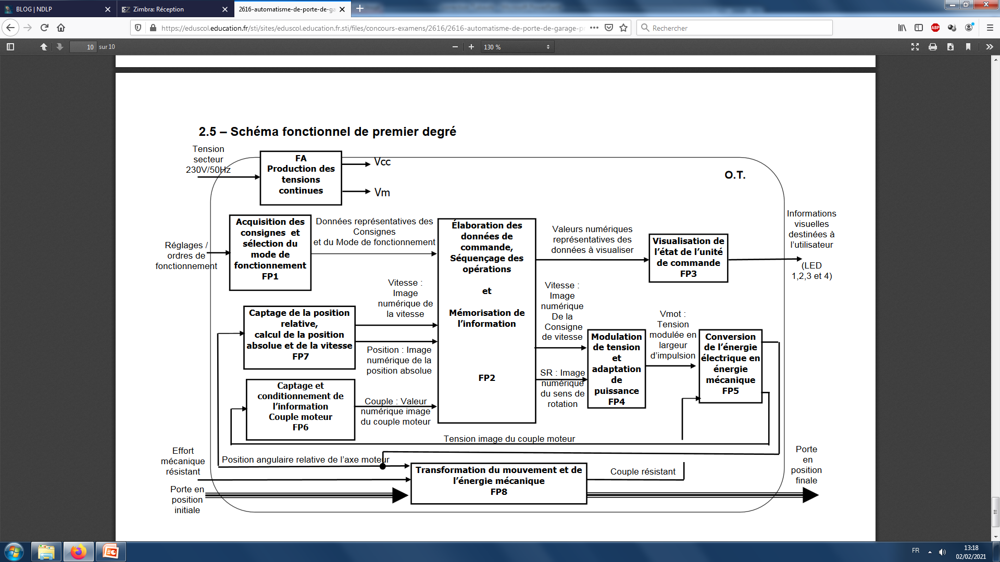 BLOG | NDLP
Zimbra: Réception
2616-automatisme-de-porte-de-ga
https://eduscol.education.fr/sti/sites/eduscol.education.fr.sti/files/concours-examens/2616/2616-automatisme-de-porte-de-garage-pr
Rechercher
ABP
10 sur 10
130 %
2.5 – Schéma fonctionnel de premier degré
Tension
secteur
230V/50Hz
FA
Production des
tensions
continues
Vcc
Vm
O.T.
Réglages /
ordres de
fonctionnement
Acquisition des
consignes et
sélection du
mode de
fonctionnement
FP1
Données représentatives des
Consignes
et du Mode de fonctionnement
Élaboration des
données de
commande,
Séquençage des
opérations
et
Mémorisation de
l’information
FP2
Valeurs numériques
représentatives des
données à visualiser
Visualisation de
l’état de l’unité
de commande
FP3
Informations
visuelles
destinées à
l’utilisateur
(LED
1,2,3 et 4)
Vitesse :
Image
numérique de
la vitesse
Captage de la position
relative,
calcul de la position
absolue et de la vitesse
FP7
Position : Image
numérique de la
position absolue
Vitesse :
Image
numérique
De la
Consigne
de vitesse
SR : Image
numérique
du sens de
rotation
Modulation
de tension
et
adaptation
de
puissance
FP4
Vmot :
Tension
modulée en
largeur
d’impulsion
Conversion
de l’énergie
électrique en
énergie
mécanique
FP5
Captage et
conditionnement de
l’information
Couple moteur
FP6
Couple : Valeur
numérique image
du couple moteur
Tension image du couple moteur
Effort
mécanique
résistant
Position angulaire relative de l’axe moteur
Transformation du mouvement et de
l’énergie mécanique
FP8
Couple résistant
Porte en
position
initiale
Porte
en
position
finale
FR
13:18
02/02/2021